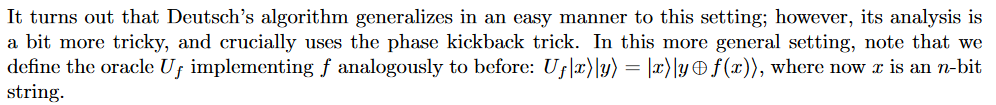 It turns out that Deutsch's algorithm generalizes in an easy manner to this setting; however, its analysis is
a bit more tricky, and crucially uses the phase kickback trick. In this more general setting, note that we
define the oracle U_f implementing f analogously to before: U_f|x⟩|y⟩ = |x⟩|y ⊕ f(x)⟩, where now x is an n-bit
string.